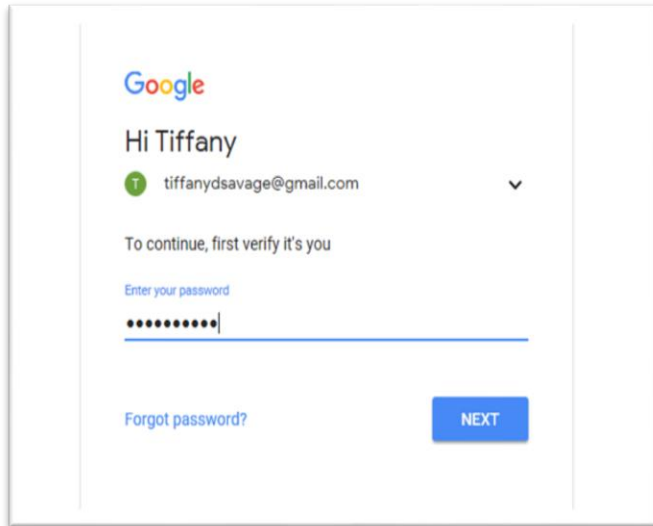 Google
Hi Tiffany
T tiffanydsavage@gmail.com
To continue, first verify it's you
Enter your password
••••••••••
Forgot password? NEXT